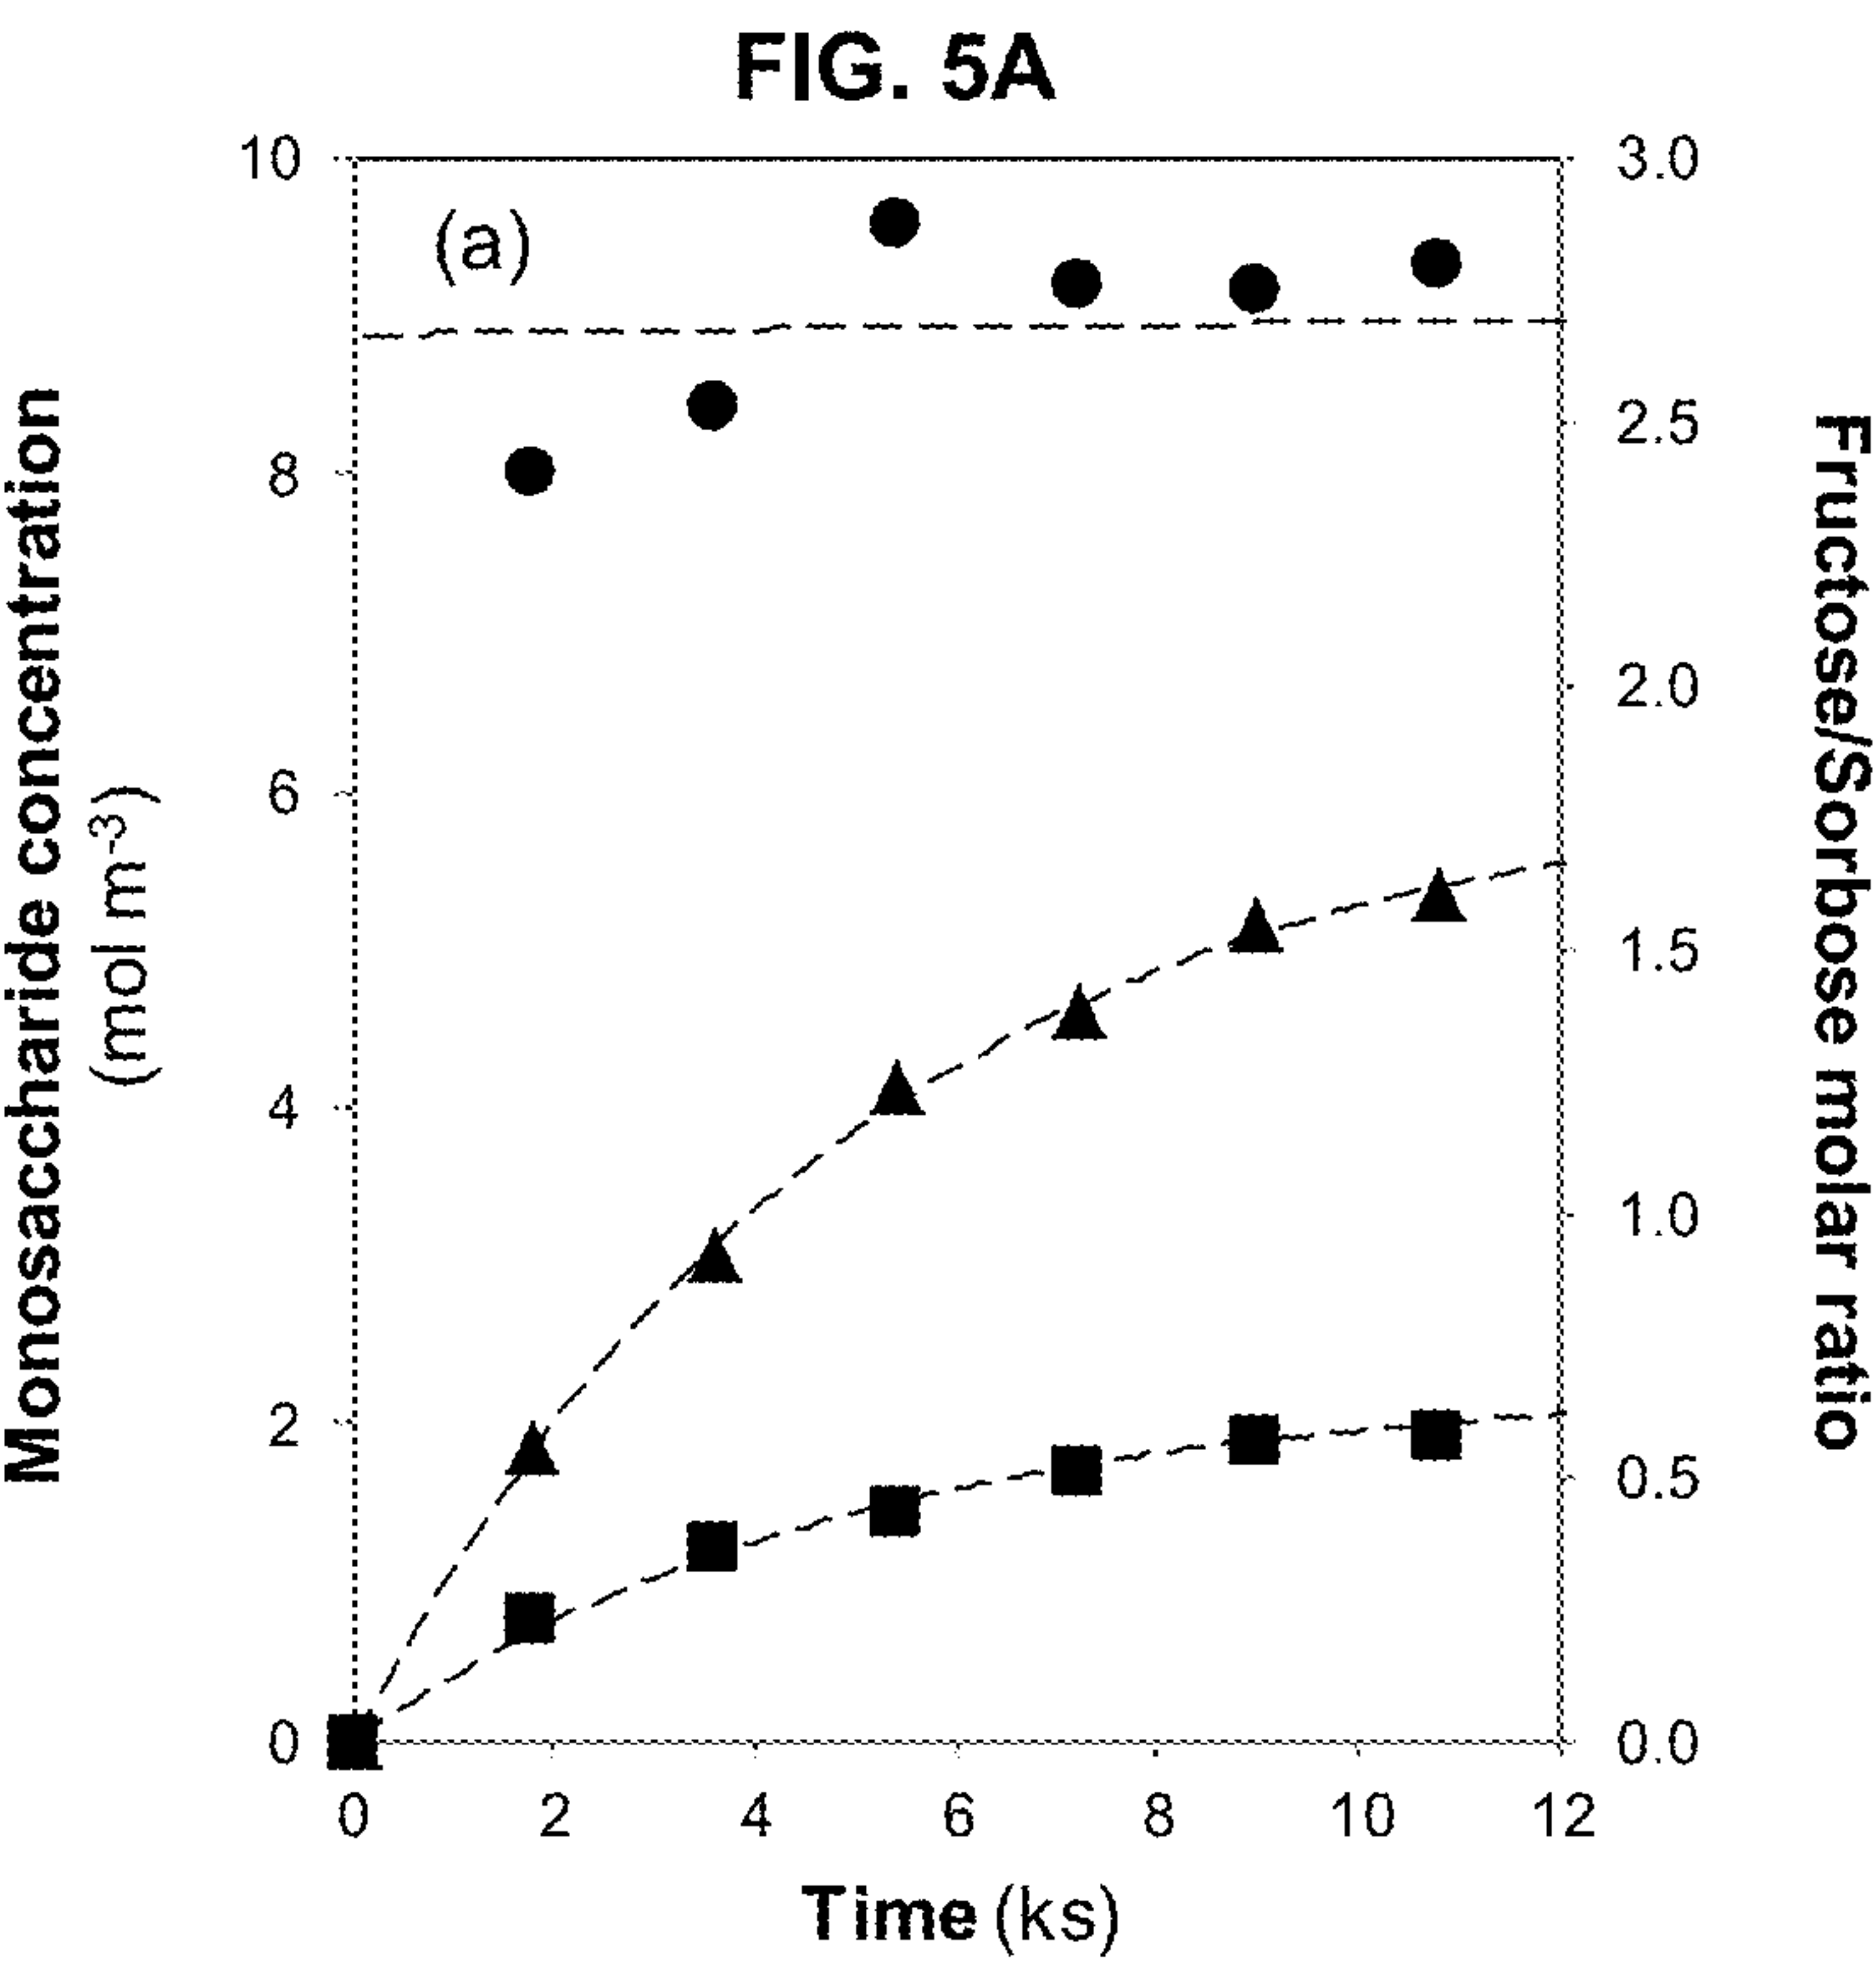 FIG. 5A
(a)
Monosaccharide concentration
(mol m⁻³)
10
8
6
4
2
0
3.0
2.5
2.0
1.5
1.0
0.5
0.0
Fructose/Sorbose molar ratio
0 2 4 6 8 10 12
Time (ks)